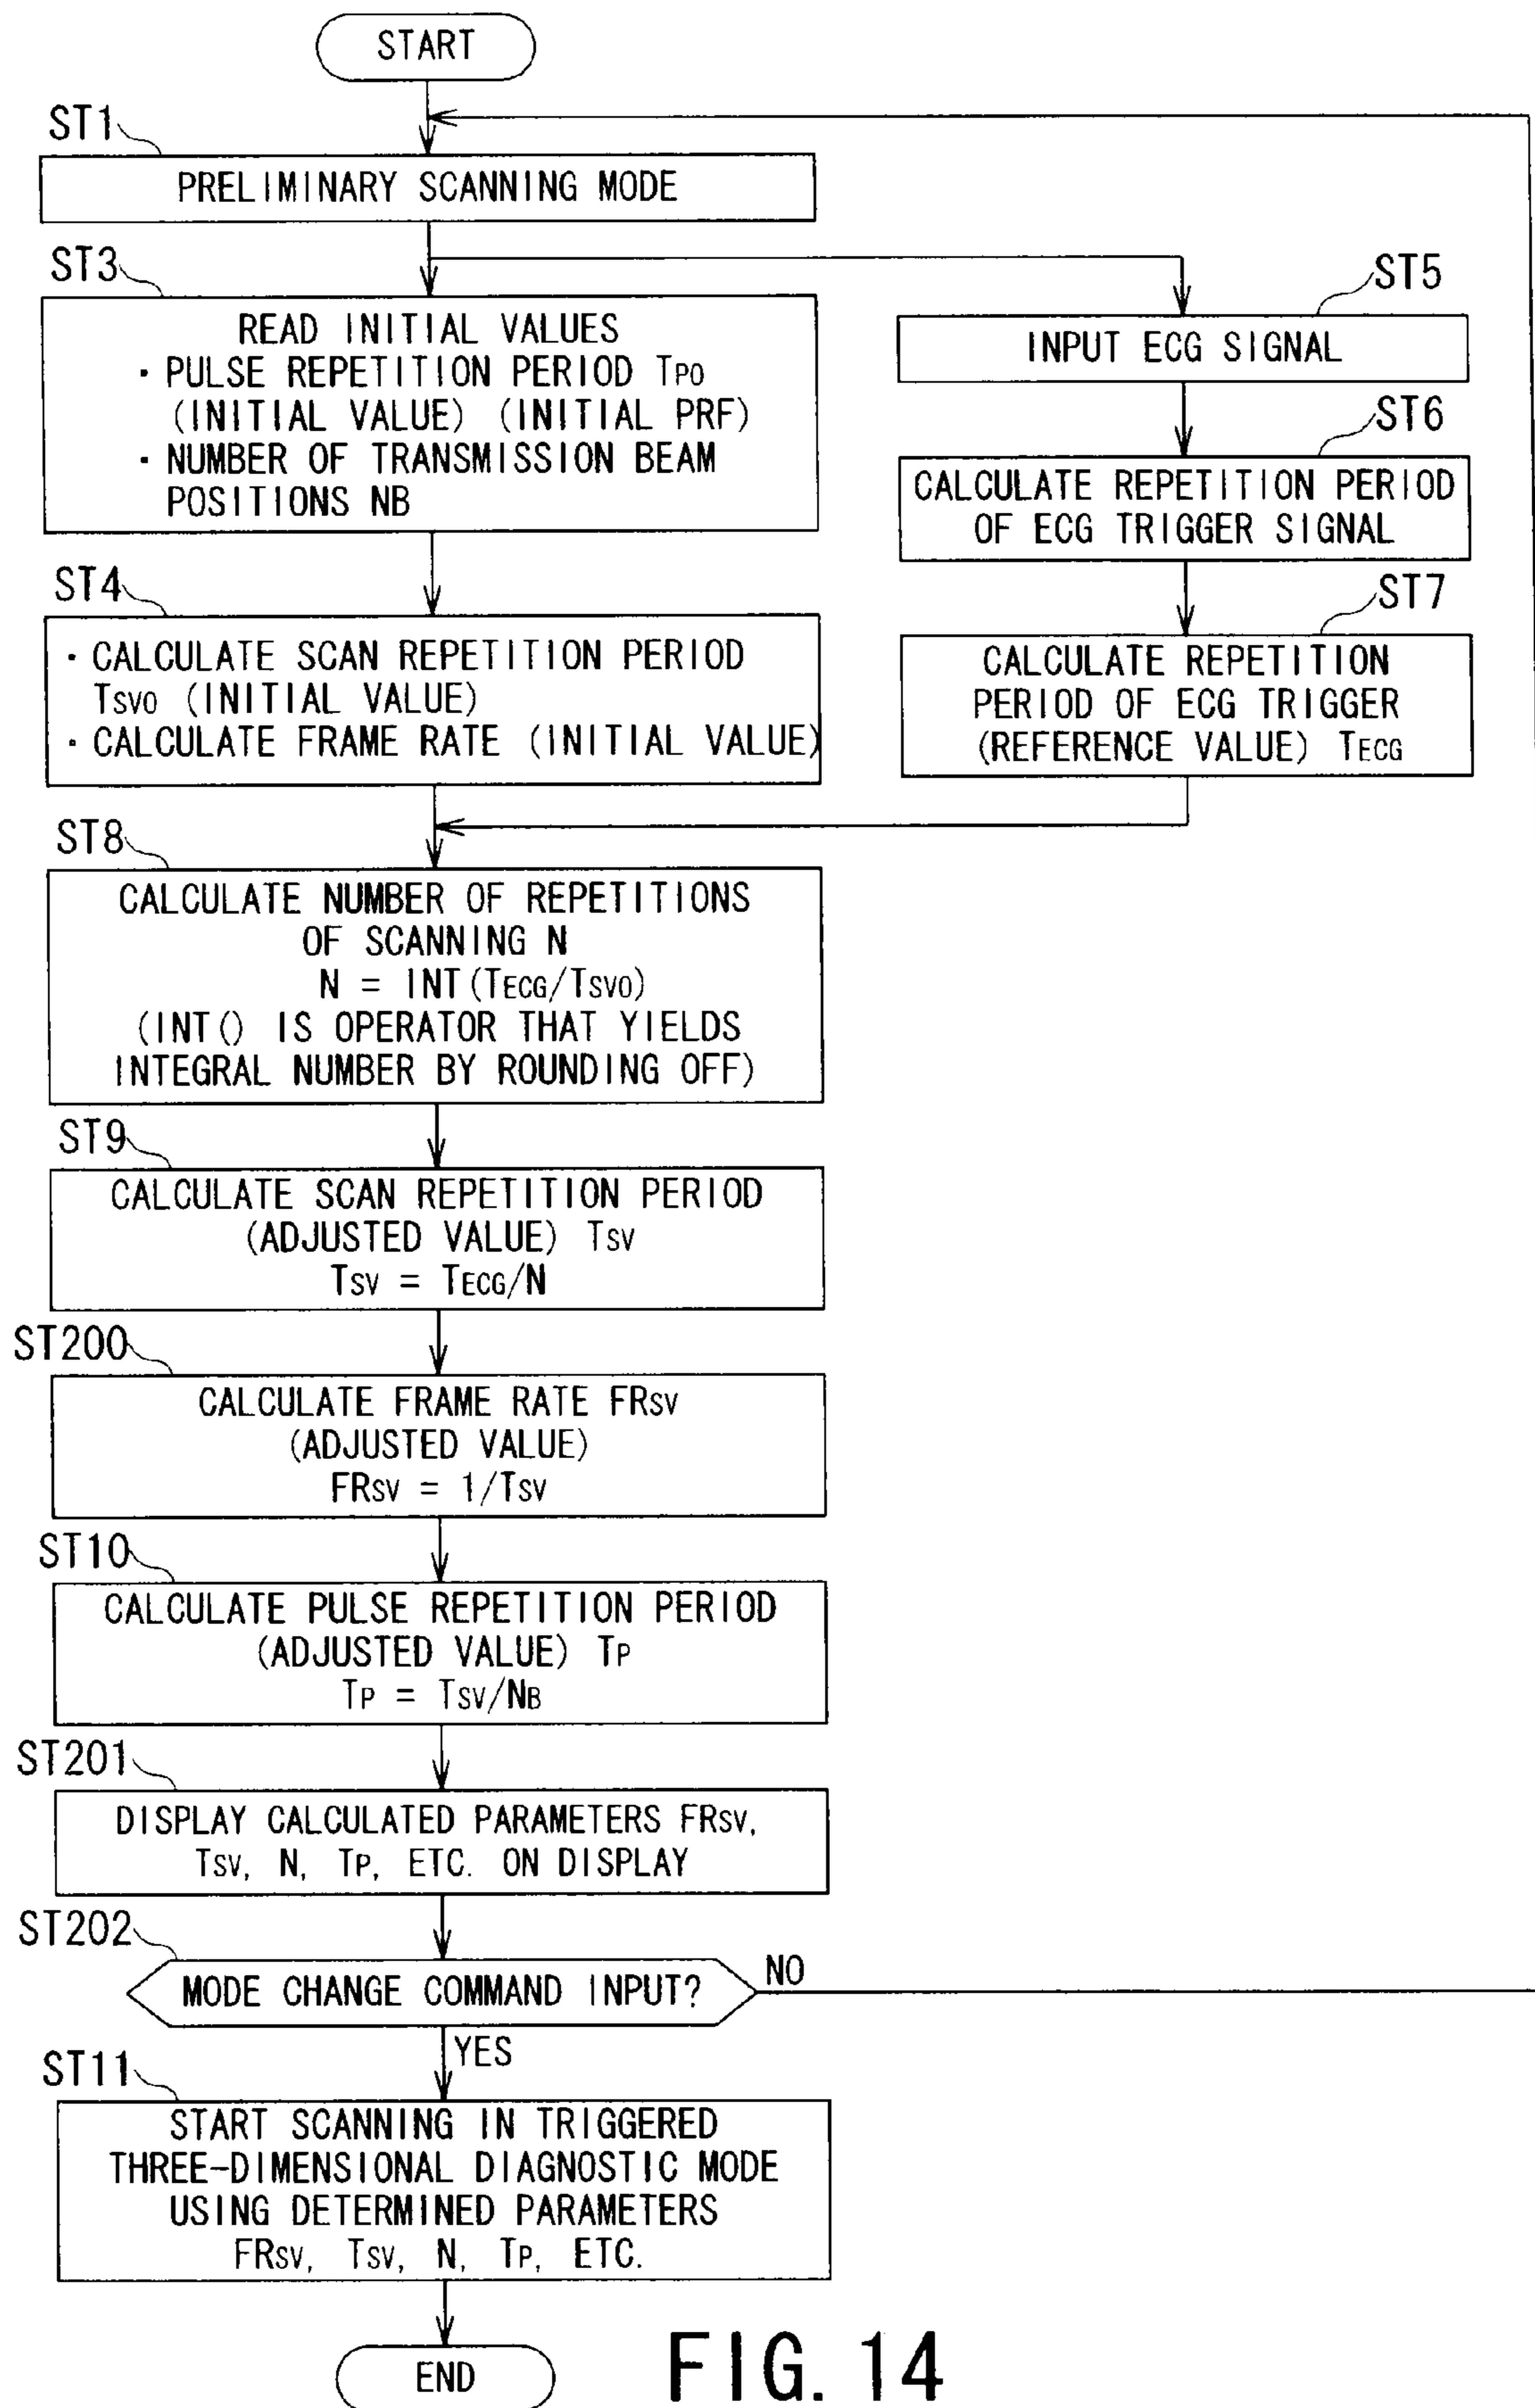 START
ST1
PRELIMINARY SCANNING MODE
ST3
READ INITIAL VALUES
・PULSE REPETITION PERIOD TP0
(INITIAL VALUE) (INITIAL PRF)
・NUMBER OF TRANSMISSION BEAM
POSITIONS NB
ST4
・CALCULATE SCAN REPETITION PERIOD
TSV0 (INITIAL VALUE)
・CALCULATE FRAME RATE (INITIAL VALUE)
ST5
INPUT ECG SIGNAL
ST6
CALCULATE REPETITION PERIOD
OF ECG TRIGGER SIGNAL
ST7
CALCULATE REPETITION
PERIOD OF ECG TRIGGER
(REFERENCE VALUE) TECG
ST8
CALCULATE NUMBER OF REPETITIONS
OF SCANNING N
N = INT(TECG/TSV0)
(INT() IS OPERATOR THAT YIELDS
INTEGRAL NUMBER BY ROUNDING OFF)
ST9
CALCULATE SCAN REPETITION PERIOD
(ADJUSTED VALUE) TSV
TSV = TECG/N
ST200
CALCULATE FRAME RATE FRSV
(ADJUSTED VALUE)
FRSV = 1/TSV
ST10
CALCULATE PULSE REPETITION PERIOD
(ADJUSTED VALUE) TP
TP = TSV/NB
ST201
DISPLAY CALCULATED PARAMETERS FRSV,
TSV, N, TP, ETC. ON DISPLAY
ST202
MODE CHANGE COMMAND INPUT?
NO
YES
ST11
START SCANNING IN TRIGGERED
THREE-DIMENSIONAL DIAGNOSTIC MODE
USING DETERMINED PARAMETERS
FRSV, TSV, N, TP, ETC.
END
FIG. 14